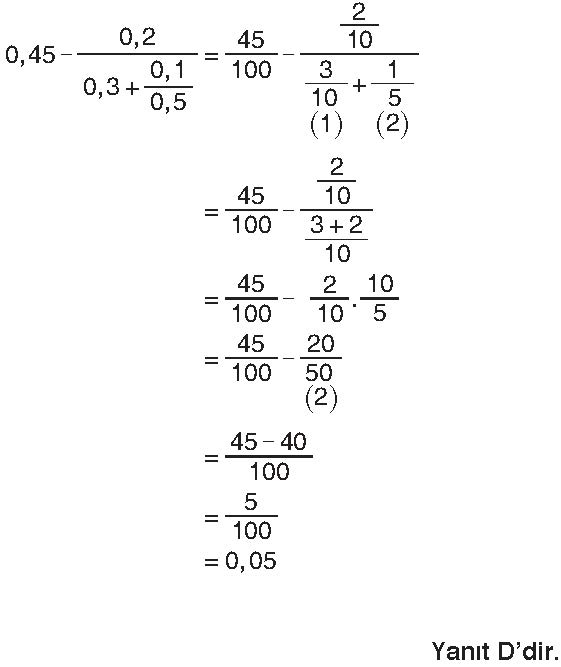 0,45 − 0,2 / (0,3 + 0,1/0,5) = 45/100 − (2/10) / (3/10 + 1/5)
(1) (2)
= 45/100 − (2/10) / ((3 + 2)/10)
= 45/100 − 2/10 . 10/5
= 45/100 − 20/50
(2)
= (45 − 40)/100
= 5/100
= 0,05
Yanıt D’dir.